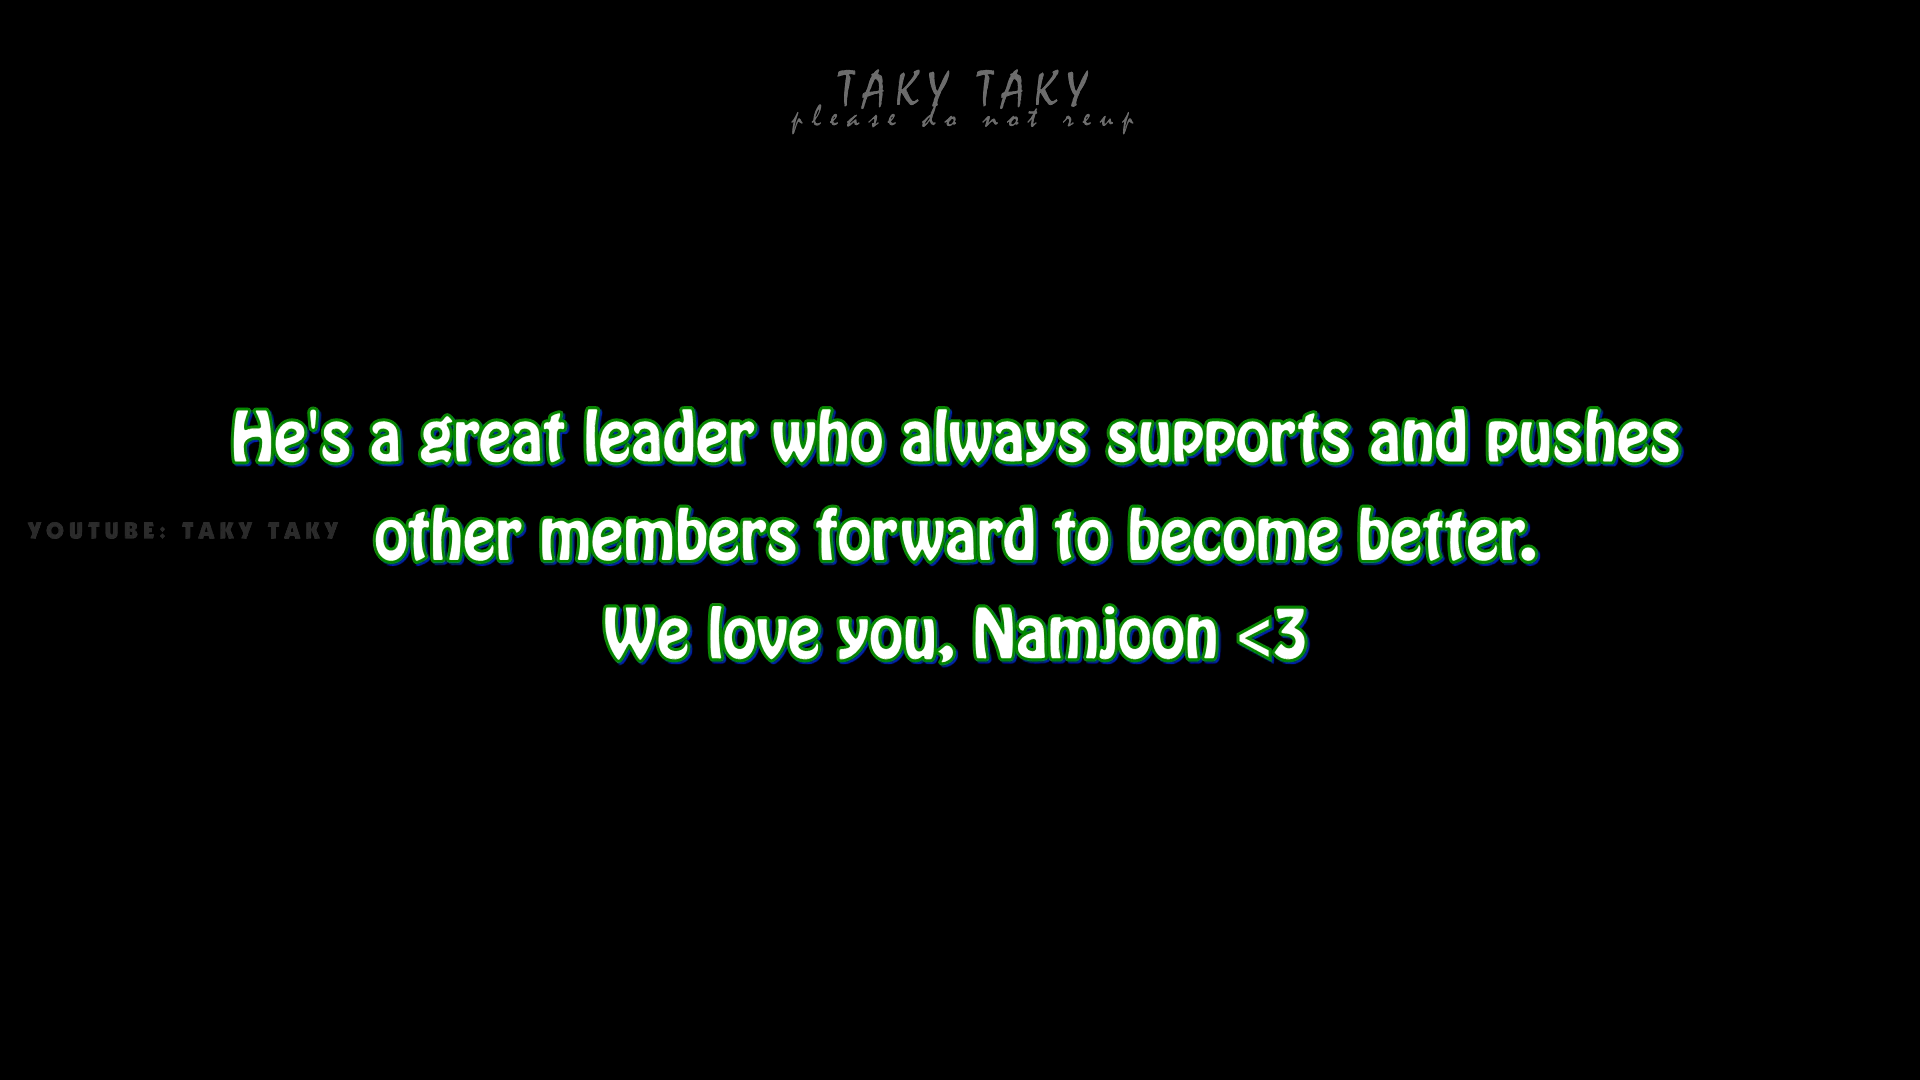 TAKY TAKY
please do not reup
He's a great leader who always supports and pushes
YOUTUBE: TAKY TAKY
other members forward to become better.
We love you, Namjoon <3